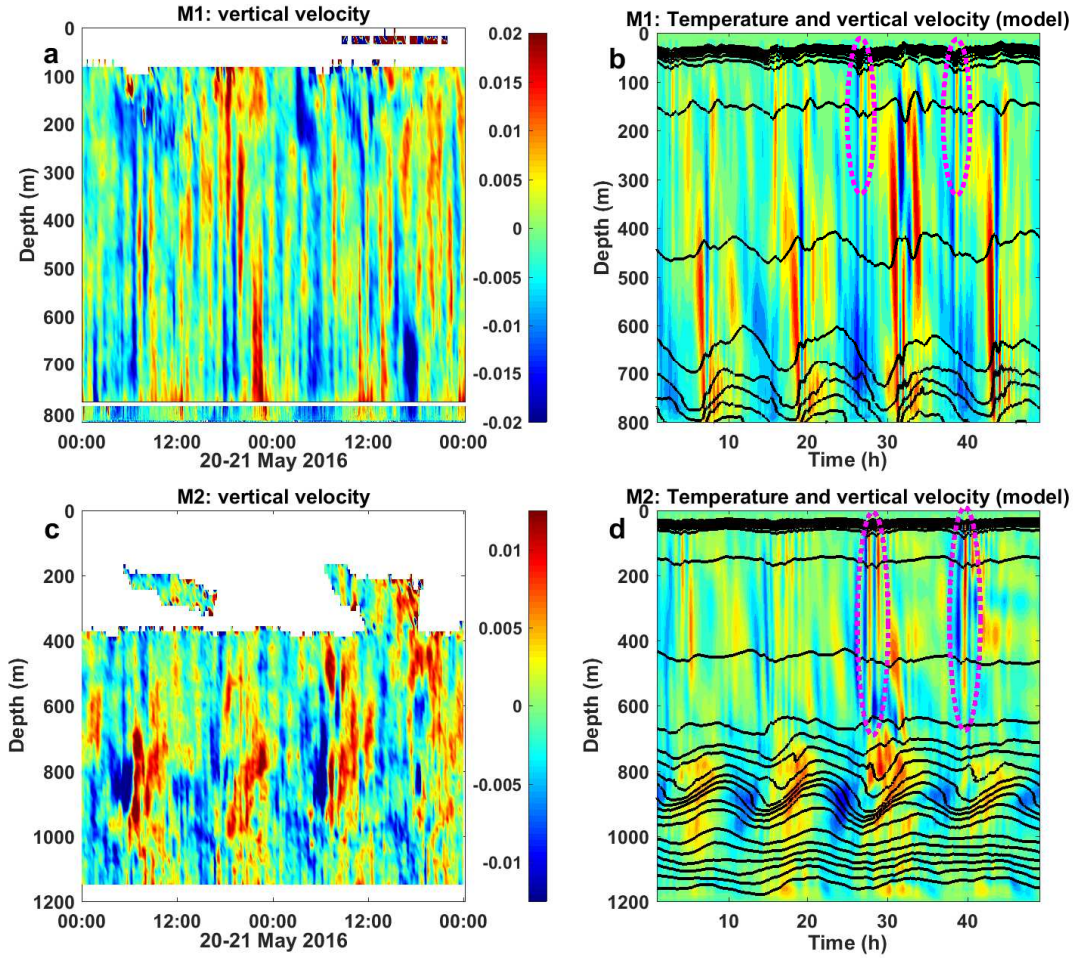 M1: vertical velocity
a
0
100
200
300
400
500
600
700
800
Depth (m)
00:00 12:00 00:00 12:00 00:00
20-21 May 2016
0.02
0.015
0.01
0.005
0
-0.005
-0.01
-0.015
-0.02
M1: Temperature and vertical velocity (model)
b
0
100
200
300
400
500
600
700
800
Depth (m)
10 20 30 40
Time (h)
M2: vertical velocity
c
0
200
400
600
800
1000
1200
Depth (m)
00:00 12:00 00:00 12:00 00:00
20-21 May 2016
0.01
0.005
0
-0.005
-0.01
M2: Temperature and vertical velocity (model)
d
0
200
400
600
800
1000
1200
Depth (m)
10 20 30 40
Time (h)